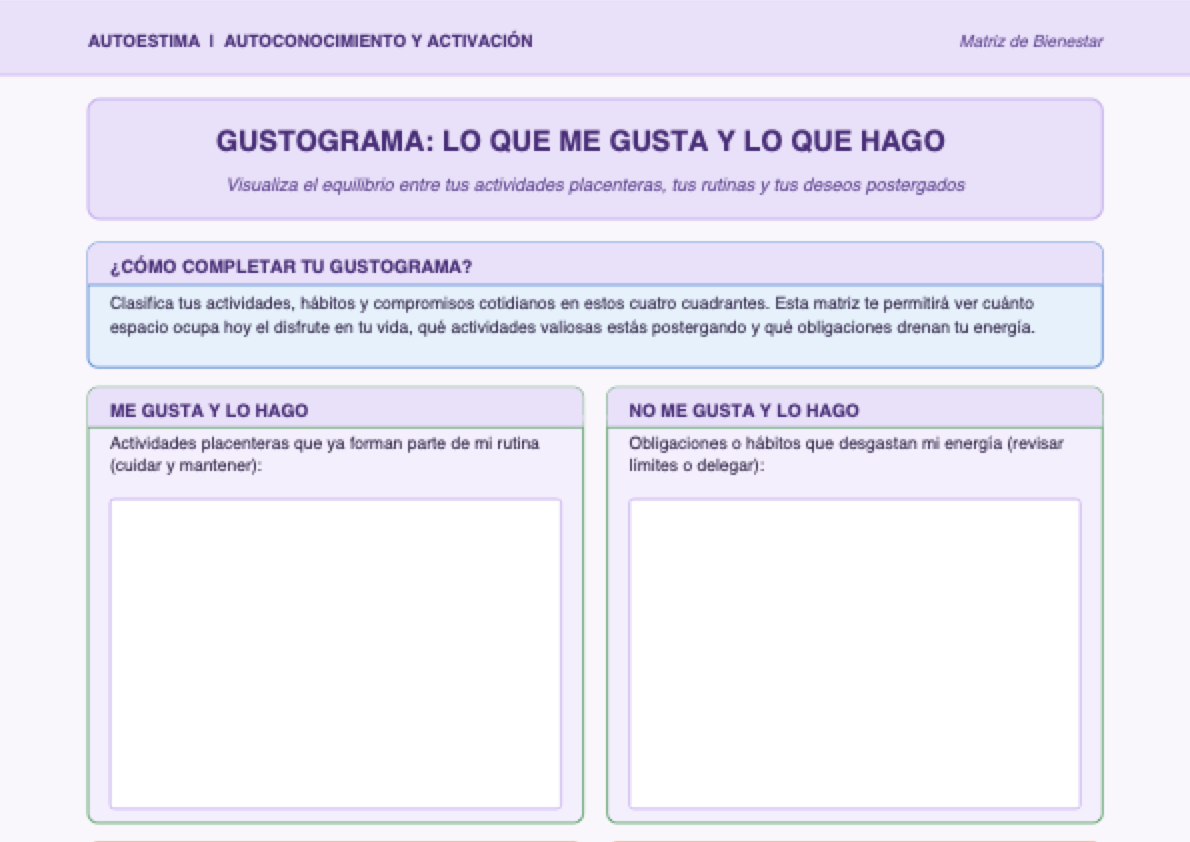 AUTOESTIMA I AUTOCONOCIMIENTO Y ACTIVACIÓN
Matriz de Bienestar
GUSTOGRAMA: LO QUE ME GUSTA Y LO QUE HAGO
Visualiza el equilibrio entre tus actividades placenteras, tus rutinas y tus deseos postergados
¿CÓMO COMPLETAR TU GUSTOGRAMA?
Clasifica tus actividades, hábitos y compromisos cotidianos en estos cuatro cuadrantes. Esta matriz te permitirá ver cuánto
espacio ocupa hoy el disfrute en tu vida, qué actividades valiosas estás postergando y qué obligaciones drenan tu energía.
ME GUSTA Y LO HAGO
Actividades placenteras que ya forman parte de mi rutina
(cuidar y mantener):
NO ME GUSTA Y LO HAGO
Obligaciones o hábitos que desgastan mi energía (revisar
límites o delegar):